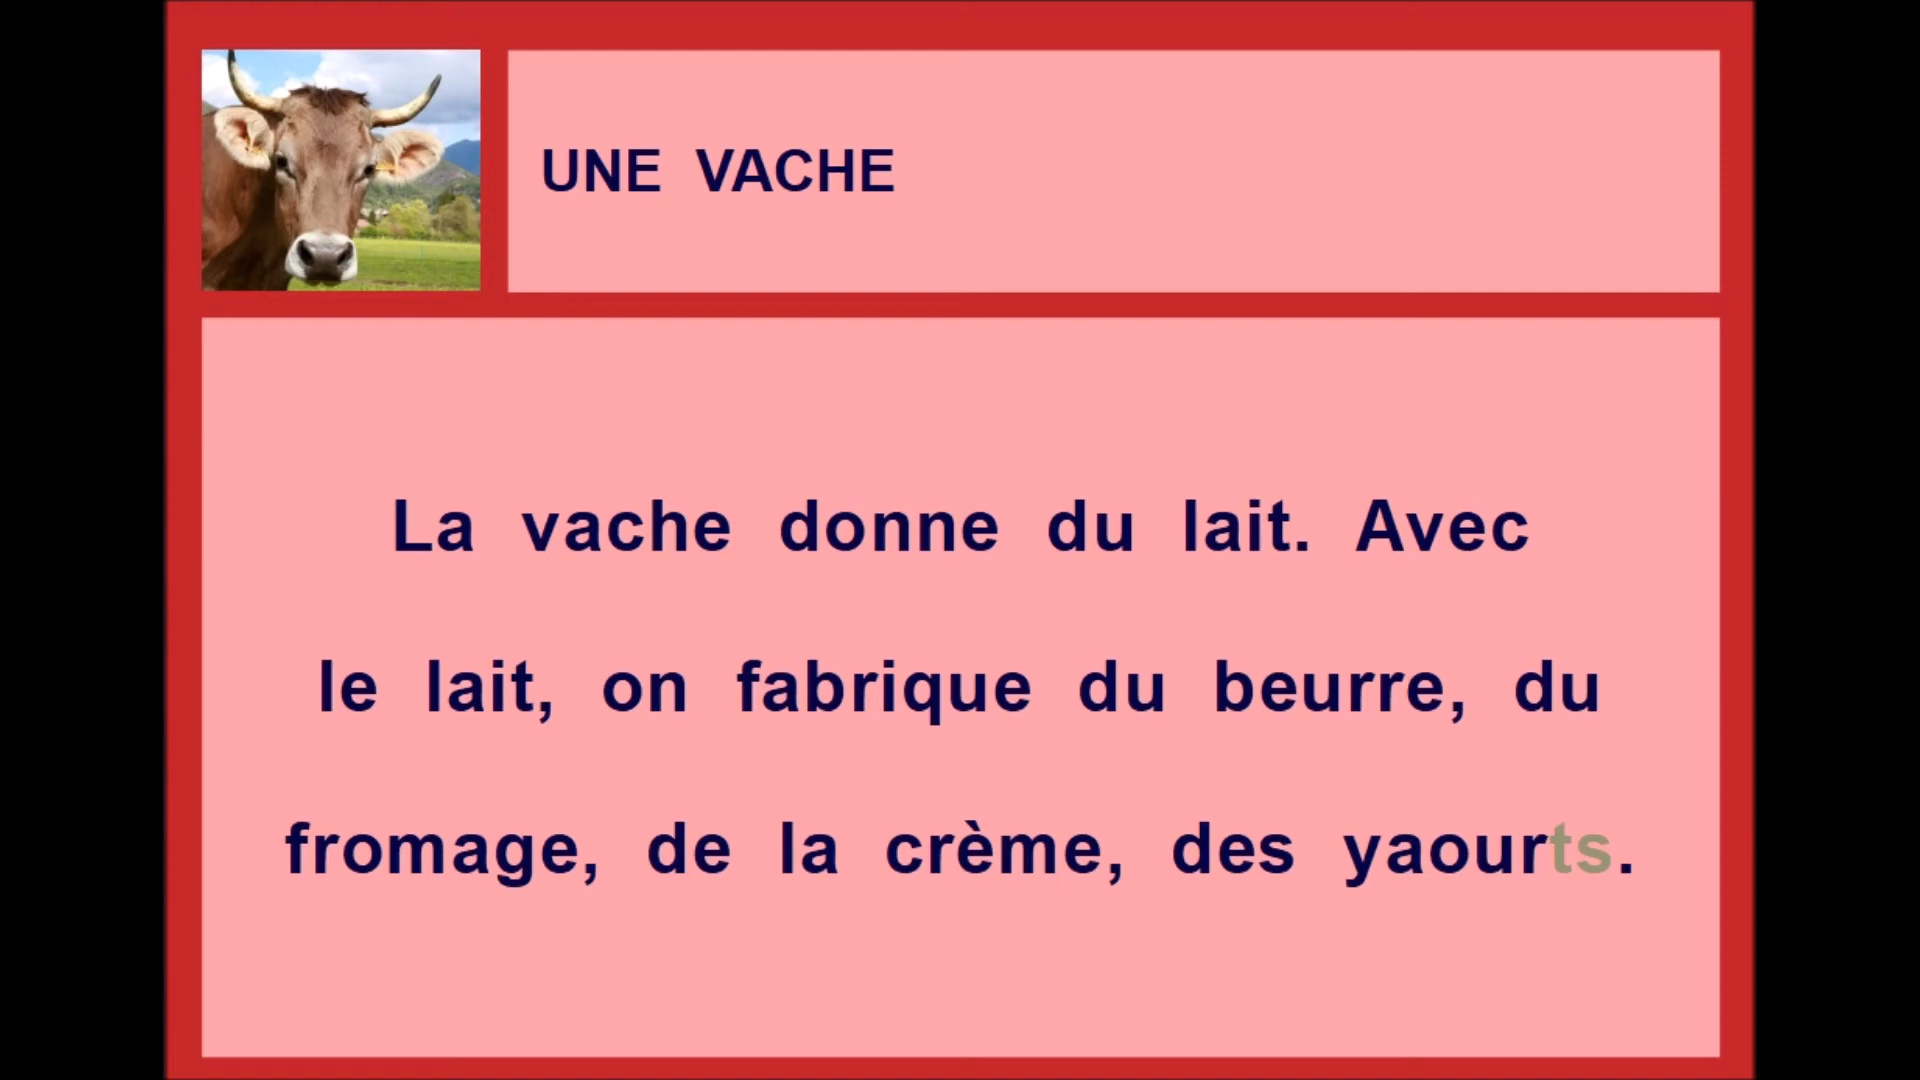 UNE VACHE
La vache donne du lait. Avec
le lait, on fabrique du beurre, du
fromage, de la crème, des yaourts.